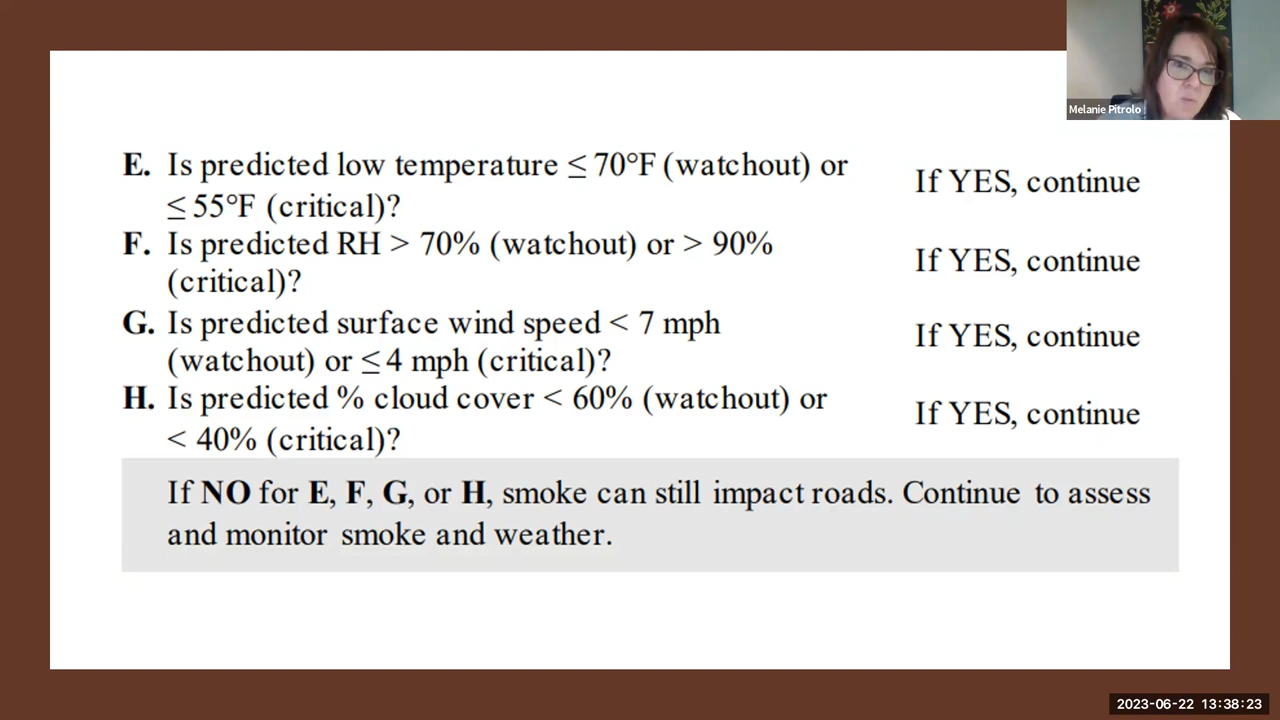 Melanie Pitrolo
E. Is predicted low temperature ≤ 70°F (watchout) or
≤ 55°F (critical)?
If YES, continue
F. Is predicted RH > 70% (watchout) or > 90%
(critical)?
If YES, continue
G. Is predicted surface wind speed < 7 mph
(watchout) or ≤ 4 mph (critical)?
If YES, continue
H. Is predicted % cloud cover < 60% (watchout) or
< 40% (critical)?
If YES, continue
If NO for E, F, G, or H, smoke can still impact roads. Continue to assess
and monitor smoke and weather.
2023-06-22 13:38:23